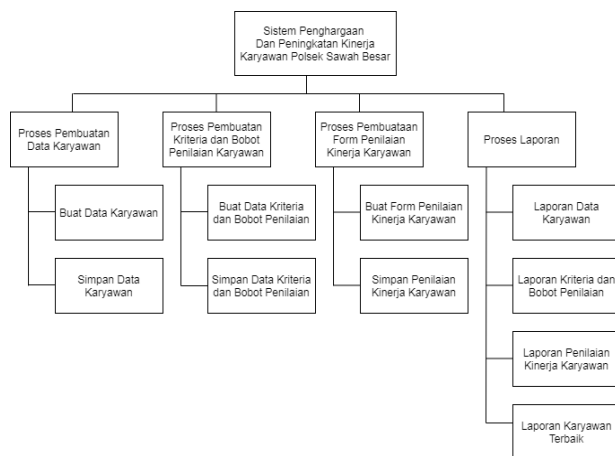 Sistem Penghargaan
Dan Peningkatan Kinerja
Karyawan Polsek Sawah Besar
Proses Pembuatan
Data Karyawan
Proses Pembuatan
Kriteria dan Bobot
Penilaian Karyawan
Proses Pembuataan
Form Penilaian
Kinerja Karyawan
Proses Laporan
Buat Data Karyawan
Buat Data Kriteria
dan Bobot Penilaian
Buat Form Penilaian
Kinerja Karyawan
Laporan Data
Karyawan
Simpan Data
Karyawan
Simpan Data Kriteria
dan Bobot Penilaian
Simpan Penilaian
Kinerja Karyawan
Laporan Kriteria dan
Bobot Penilaian
Laporan Penilaian
Kinerja Karyawan
Laporan Karyawan
Terbaik